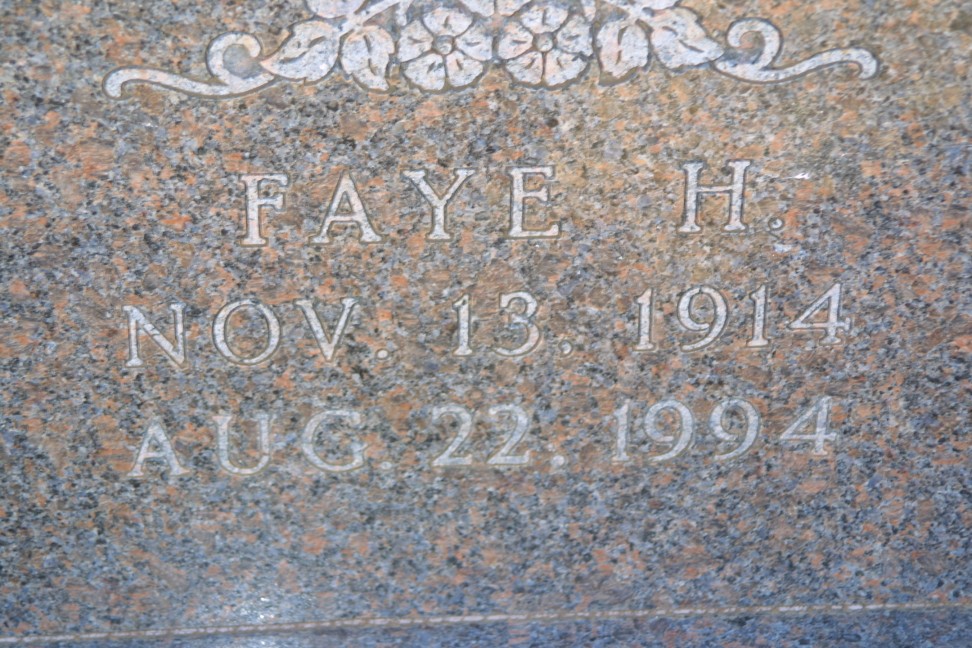 FAYE H.
NOV. 13, 1914
AUG. 22, 1994